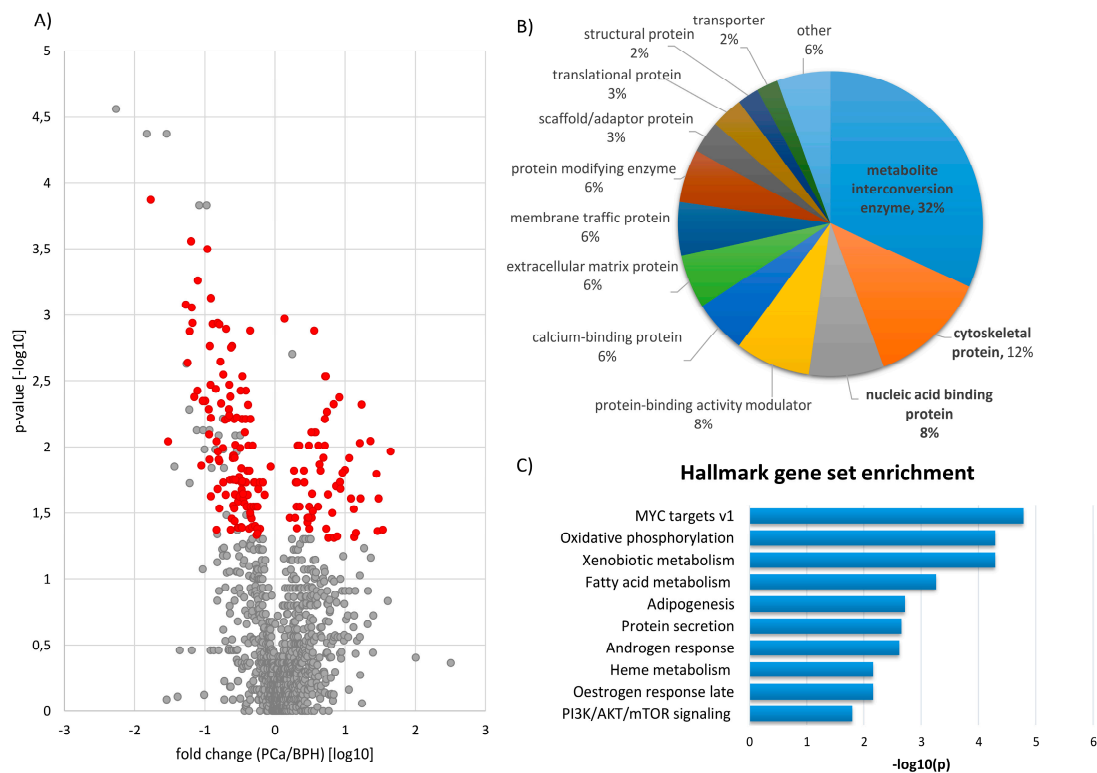 A)
5
4,5
4
3,5
3
2,5
2
1,5
1
0,5
0
-3
-2
-1
0
1
2
3
p-value [-log10]
fold change (PCa/BPH) [log10]
B)
transporter
2%
other
6%
structural protein
2%
translational protein
3%
scaffold/adaptor protein
3%
protein modifying enzyme
6%
membrane traffic protein
6%
extracellular matrix protein
6%
calcium-binding protein
6%
protein-binding activity modulator
8%
metabolite
interconversion
enzyme, 32%
cytoskeletal
protein, 12%
nucleic acid binding
protein
8%
C)
Hallmark gene set enrichment
MYC targets v1
Oxidative phosphorylation
Xenobiotic metabolism
Fatty acid metabolism
Adipogenesis
Protein secretion
Androgen response
Heme metabolism
Oestrogen response late
PI3K/AKT/mTOR signaling
0
1
2
3
4
5
6
-log10(p)